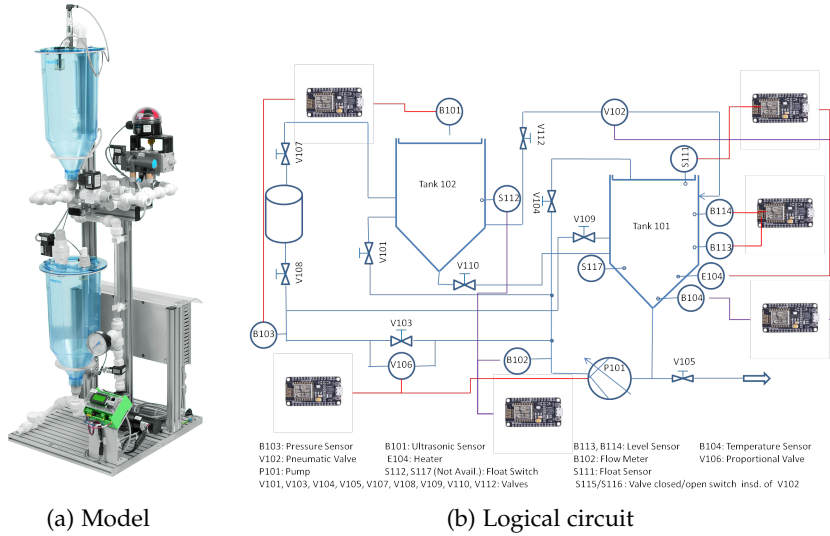 B101
V102
V112
V107
S111
Tank 102
S112
V104
Tank 101
B114
V109
B113
V101
V110
S117
E104
V108
B104
B103
V103
V106
B102
P101
V105
B103: Pressure Sensor B101: Ultrasonic Sensor B113, B114: Level Sensor B104: Temperature Sensor
V102: Pneumatic Valve E104: Heater B102: Flow Meter V106: Proportional Valve
P101: Pump S112, S117 (Not Avail.): Float Switch S111: Float Sensor
V101, V103, V104, V105, V107, V108, V109, V110, V112: Valves S115/S116 : Valve closed/open switch insd. of V102
(a) Model (b) Logical circuit